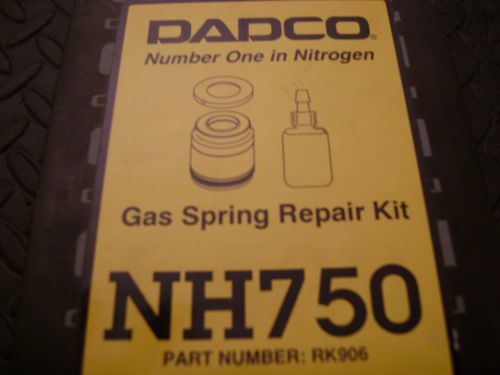 DADCO®
Number One in Nitrogen
Gas Spring Repair Kit
NH750
PART NUMBER: RK906